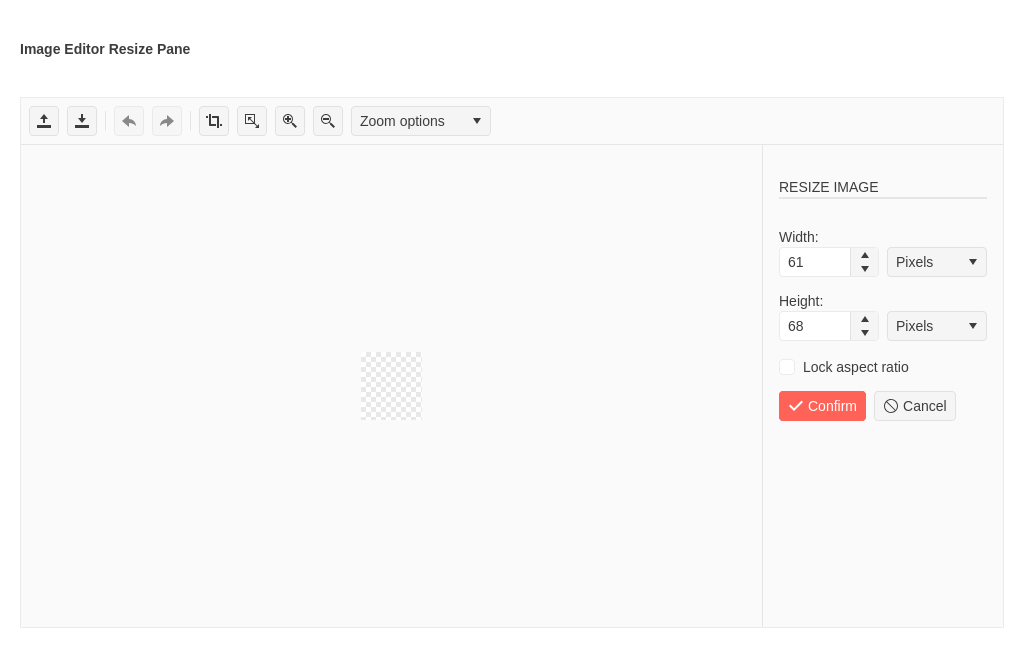 Image Editor Resize Pane
Zoom options
RESIZE IMAGE
Width:
61 Pixels
Height:
68 Pixels
Lock aspect ratio
Confirm Cancel